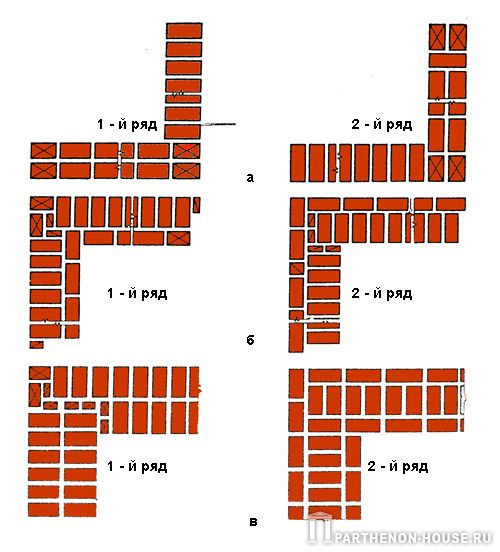 1 - й ряд
2 - й ряд
а
1 - й ряд
2 - й ряд
б
1 - й ряд
2 - й ряд
в
PARTHENON-HOUSE.RU